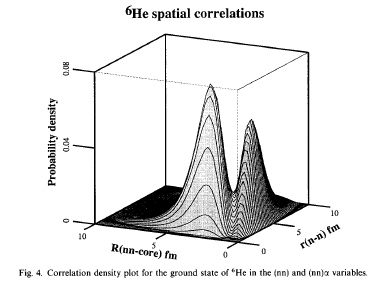 ⁶He spatial correlations
0.08
0.04
0
Probability density
10
5
0
R(nn-core) fm
0
5
10
r(n-n) fm
Fig. 4. Correlation density plot for the ground state of ⁶He in the (nn) and (nn)α variables.